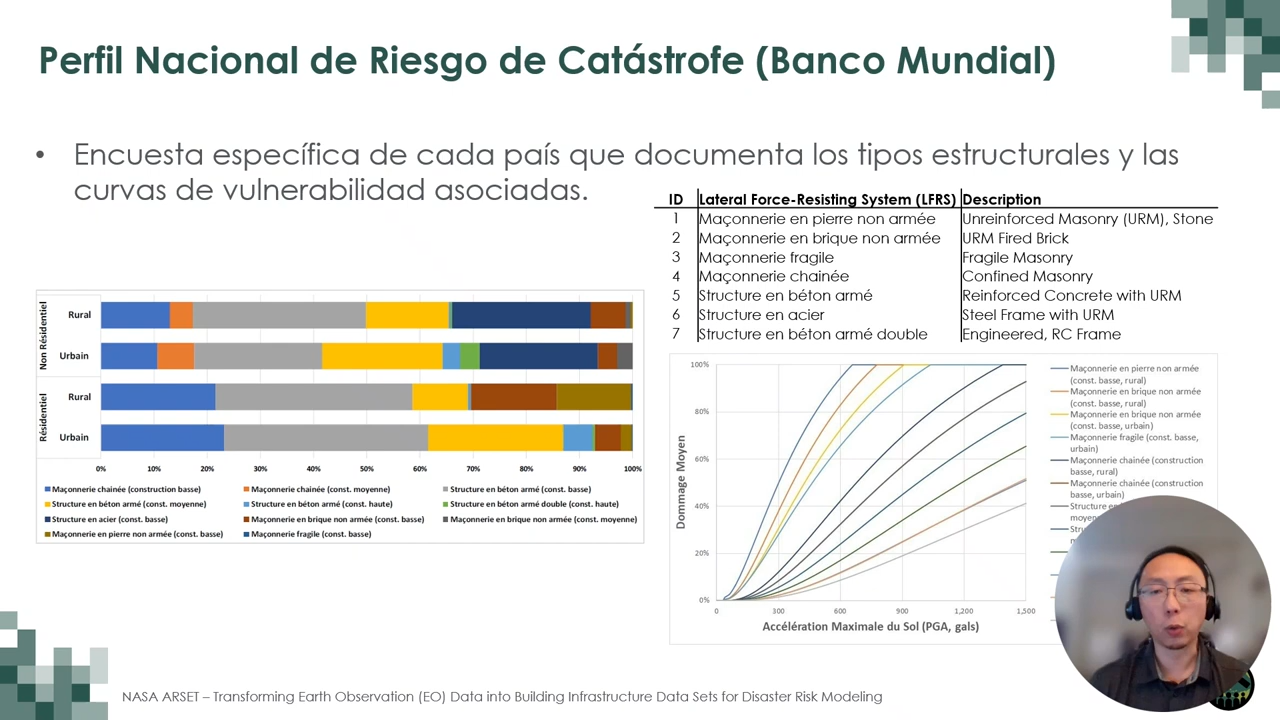 Perfil Nacional de Riesgo de Catástrofe (Banco Mundial)
• Encuesta específica de cada país que documenta los tipos estructurales y las
curvas de vulnerabilidad asociadas.
ID Lateral Force-Resisting System (LFRS) Description
1 Maçonnerie en pierre non armée Unreinforced Masonry (URM), Stone
2 Maçonnerie en brique non armée URM Fired Brick
3 Maçonnerie fragile Fragile Masonry
4 Maçonnerie chainée Confined Masonry
5 Structure en béton armé Reinforced Concrete with URM
6 Structure en acier Steel Frame with URM
7 Structure en béton armé double Engineered, RC Frame
Non Résidentiel
Rural
Urbain
Résidentiel
Rural
Urbain
0% 10% 20% 30% 40% 50% 60% 70% 80% 90% 100%
Maçonnerie chainée (construction basse) Maçonnerie chainée (const. moyenne) Structure en béton armé (const. basse)
Structure en béton armé (const. moyenne) Structure en béton armé (const. haute) Structure en béton armé double (const. haute)
Structure en acier (const. basse) Maçonnerie en brique non armée (const. basse) Maçonnerie en brique non armée (const. moyenne)
Maçonnerie en pierre non armée (const. basse) Maçonnerie fragile (const. basse)
Dommage Moyen
100%
80%
60%
40%
20%
0%
0 300 600 900 1,200 1,500
Accélération Maximale du Sol (PGA, gals)
Maçonnerie en pierre non armée
(const. basse, rural)
Maçonnerie en brique non armée
(const. basse, rural)
Maçonnerie en brique non armée
(const. basse, urbain)
Maçonnerie fragile (const. basse,
urbain)
Maçonnerie chainée (construction
basse, rural)
Maçonnerie chainée (construction
basse, urbain)
NASA ARSET – Transforming Earth Observation (EO) Data into Building Infrastructure Data Sets for Disaster Risk Modeling